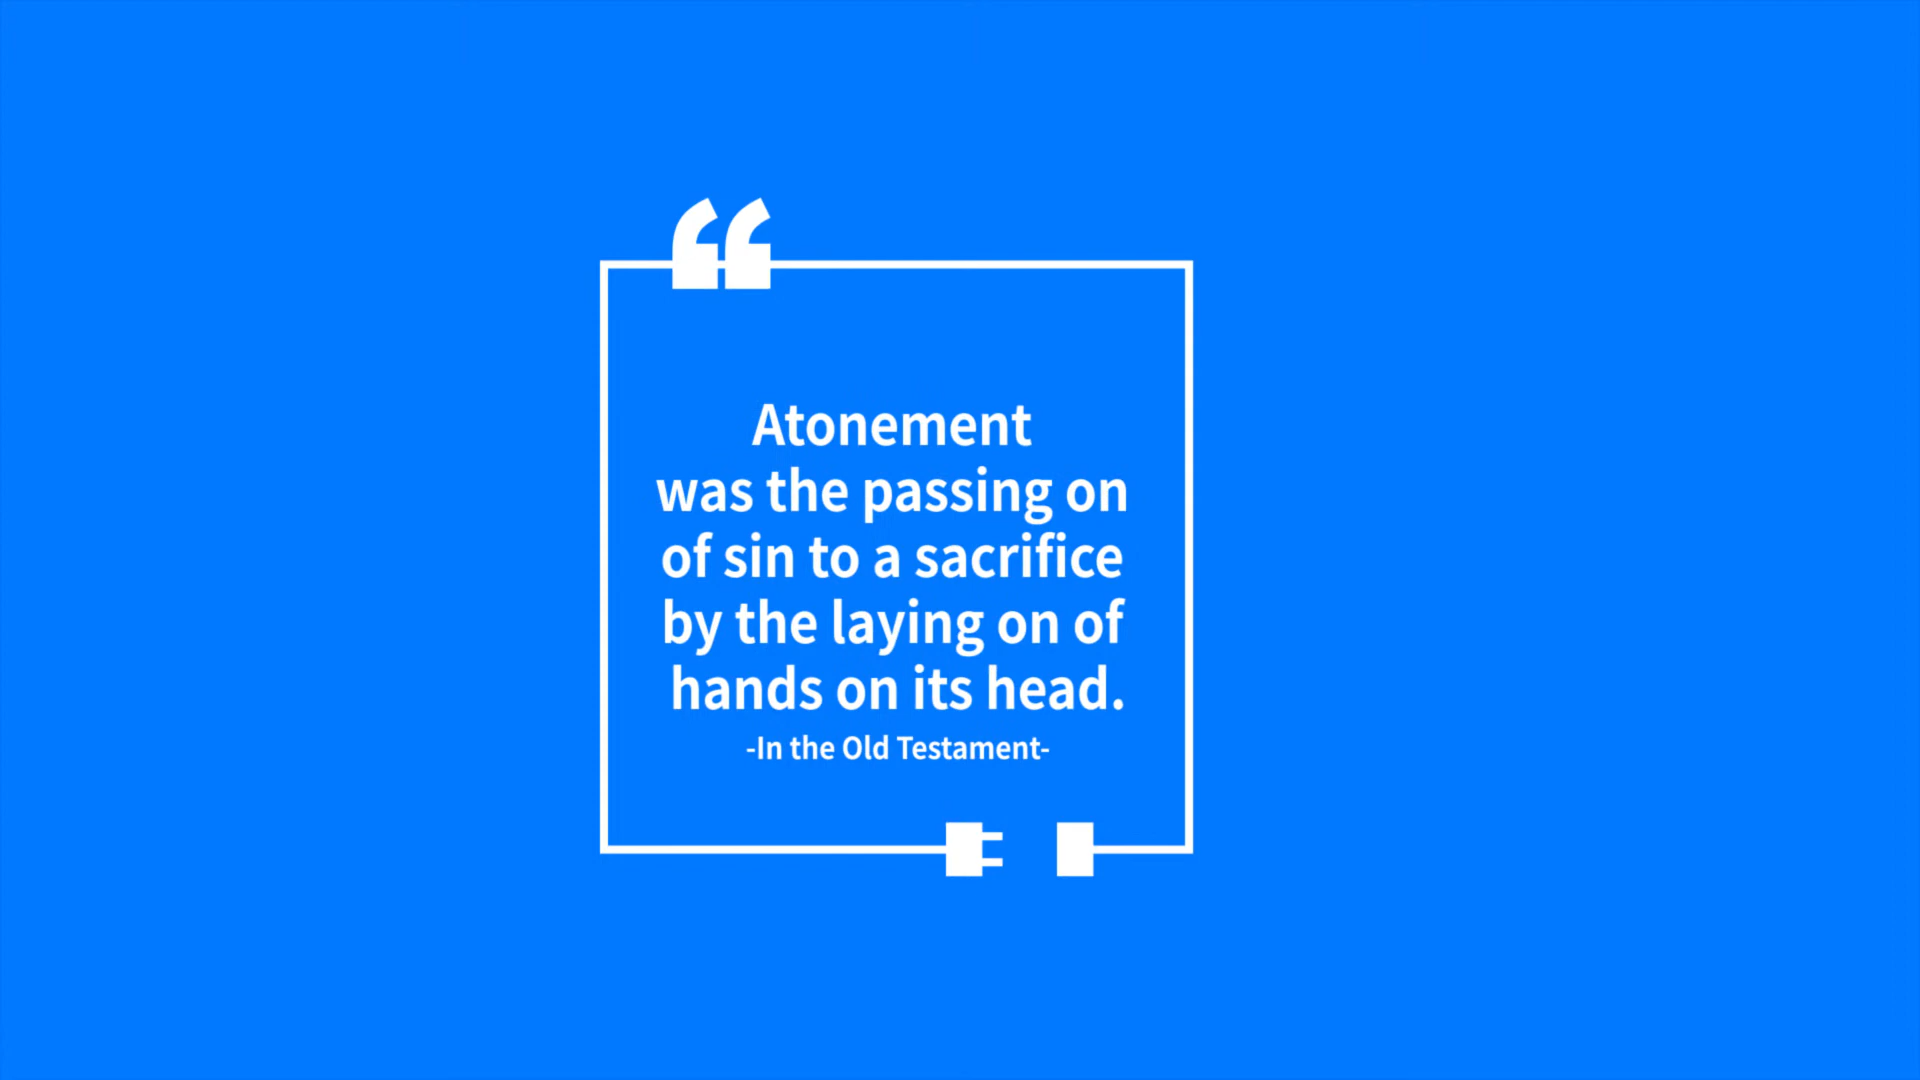 “
Atonement
was the passing on
of sin to a sacrifice
by the laying on of
hands on its head.
-In the Old Testament-